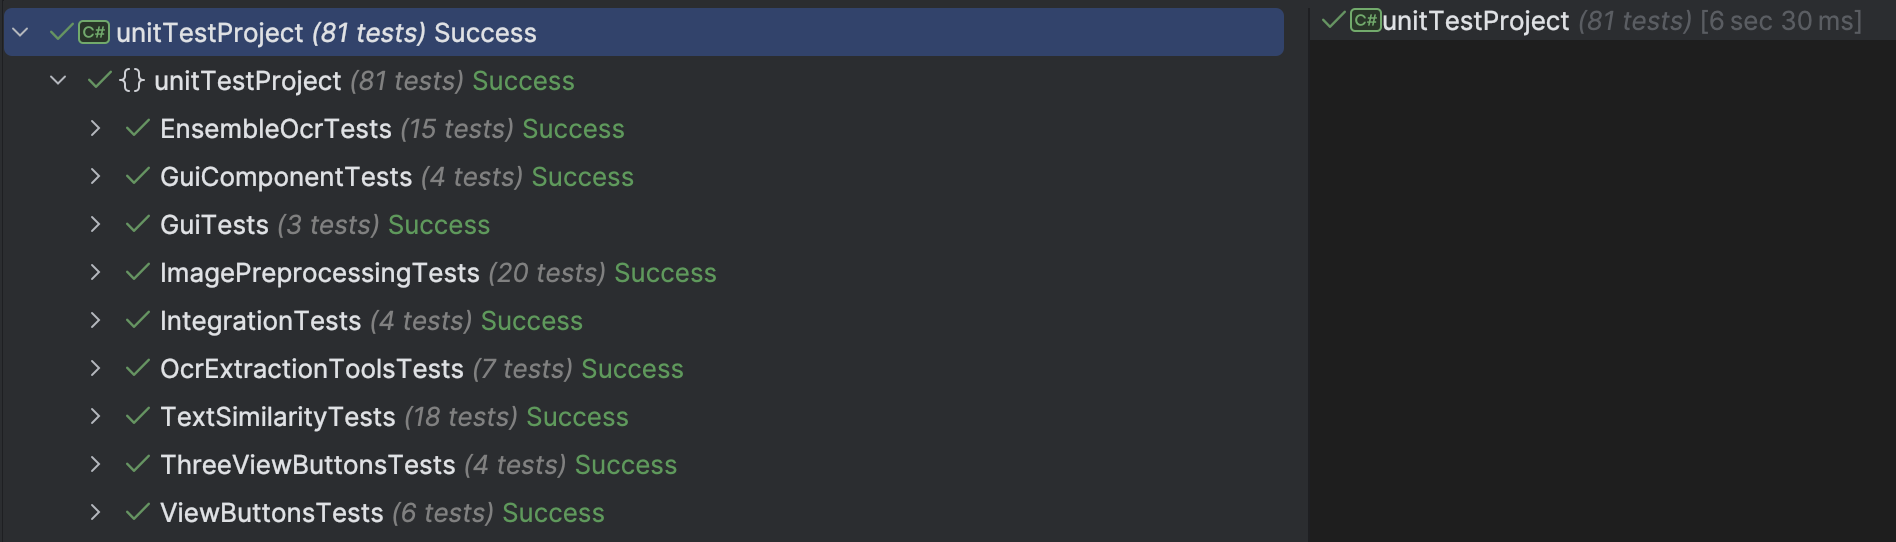 C# unitTestProject (81 tests) Success
{} unitTestProject (81 tests) Success
EnsembleOcrTests (15 tests) Success
GuiComponentTests (4 tests) Success
GuiTests (3 tests) Success
ImagePreprocessingTests (20 tests) Success
IntegrationTests (4 tests) Success
OcrExtractionToolsTests (7 tests) Success
TextSimilarityTests (18 tests) Success
ThreeViewButtonsTests (4 tests) Success
ViewButtonsTests (6 tests) Success
C# unitTestProject (81 tests) [6 sec 30 ms]